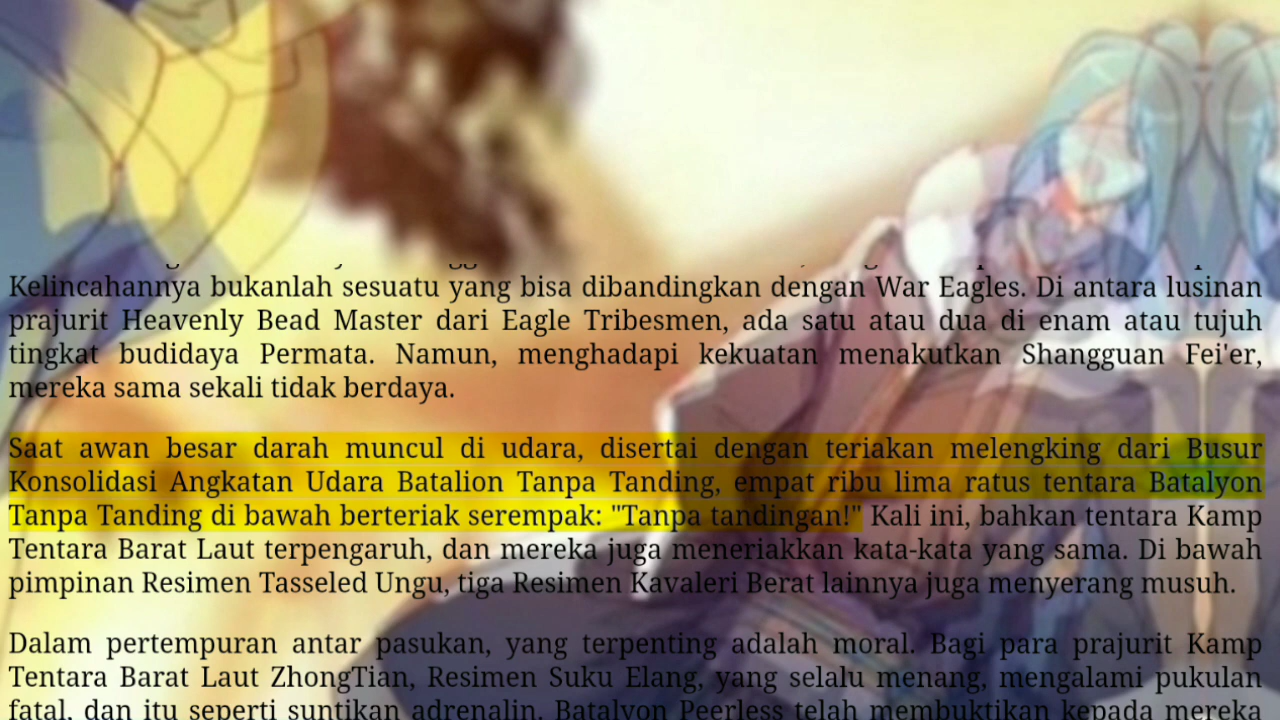 Kelincahannya bukanlah sesuatu yang bisa dibandingkan dengan War Eagles. Di antara lusinan
prajurit Heavenly Bead Master dari Eagle Tribesmen, ada satu atau dua di enam atau tujuh
tingkat budidaya Permata. Namun, menghadapi kekuatan menakutkan Shangguan Fei'er,
mereka sama sekali tidak berdaya.
Saat awan besar darah muncul di udara, disertai dengan teriakan melengking dari Busur
Konsolidasi Angkatan Udara Batalion Tanpa Tanding, empat ribu lima ratus tentara Batalyon
Tanpa Tanding di bawah berteriak serempak: "Tanpa tandingan!" Kali ini, bahkan tentara Kamp
Tentara Barat Laut terpengaruh, dan mereka juga meneriakkan kata-kata yang sama. Di bawah
pimpinan Resimen Tasseled Ungu, tiga Resimen Kavaleri Berat lainnya juga menyerang musuh.
Dalam pertempuran antar pasukan, yang terpenting adalah moral. Bagi para prajurit Kamp
Tentara Barat Laut ZhongTian, Resimen Suku Elang, yang selalu menang, mengalami pukulan
fatal, dan itu seperti suntikan adrenalin. Batalyon Peerless telah membuktikan kepada mereka